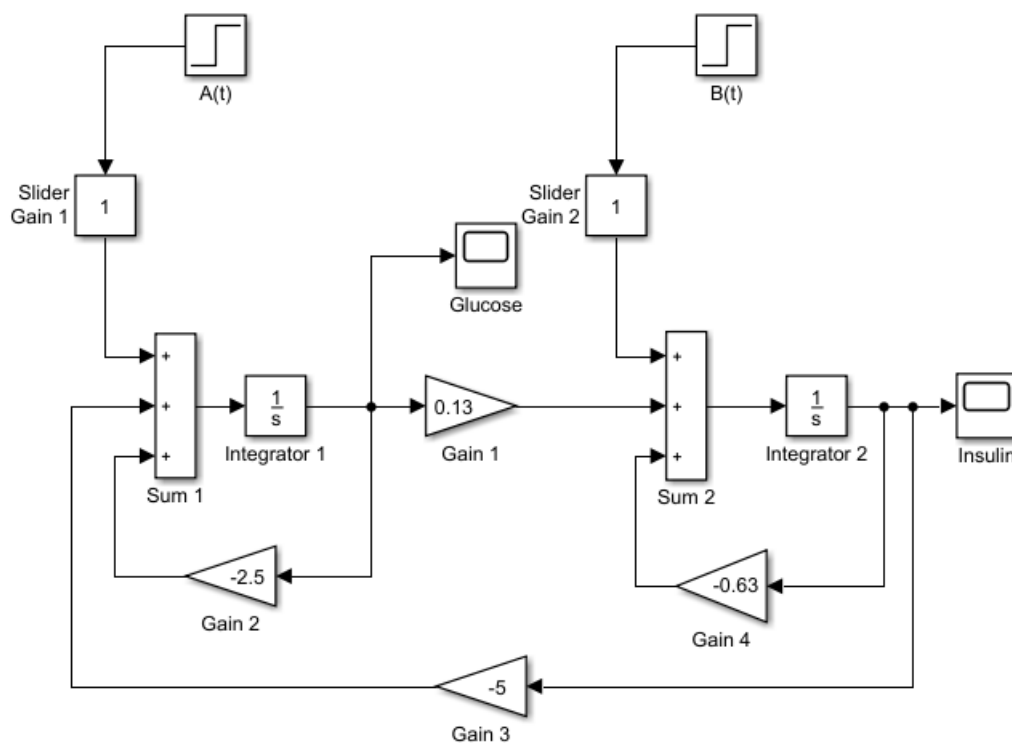 A(t)
B(t)
Slider
Gain 1
1
Slider
Gain 2
1
Glucose
+
+
+
Sum 1
1
s
Integrator 1
0.13
Gain 1
+
+
+
Sum 2
1
s
Integrator 2
Insulin
-2.5
Gain 2
-0.63
Gain 4
-5
Gain 3